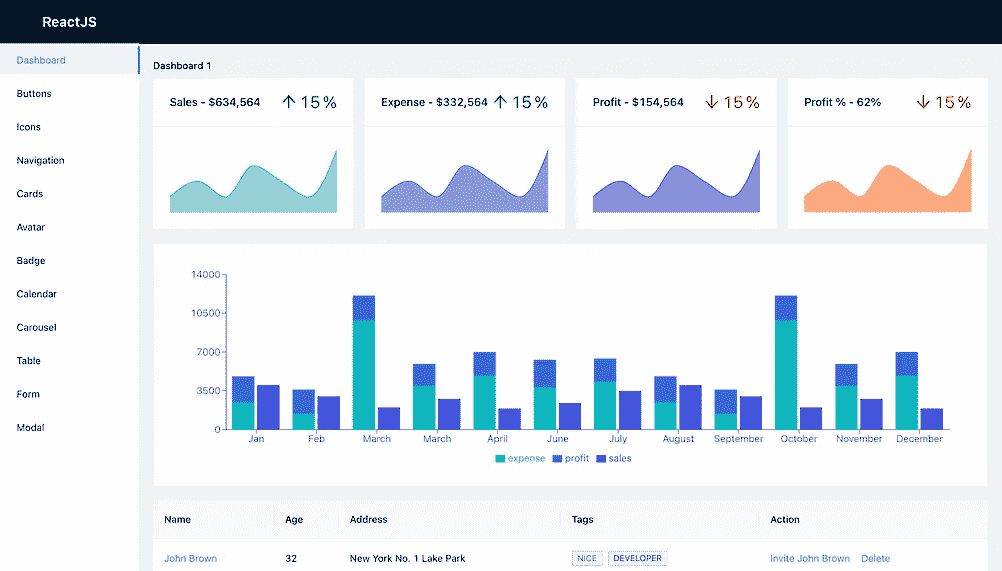 ReactJS
Dashboard
Buttons
Icons
Navigation
Cards
Avatar
Badge
Calendar
Carousel
Table
Form
Modal
Dashboard 1
Sales - $634,564 ↑ 15%
Expense - $332,564 ↑ 15%
Profit - $154,564 ↓ 15%
Profit % - 62% ↓ 15%
14000
10500
7000
3500
0
Jan Feb March March April June July August September October November December
expense profit sales
Name Age Address Tags Action
John Brown 32 New York No. 1 Lake Park NICE DEVELOPER Invite John Brown Delete